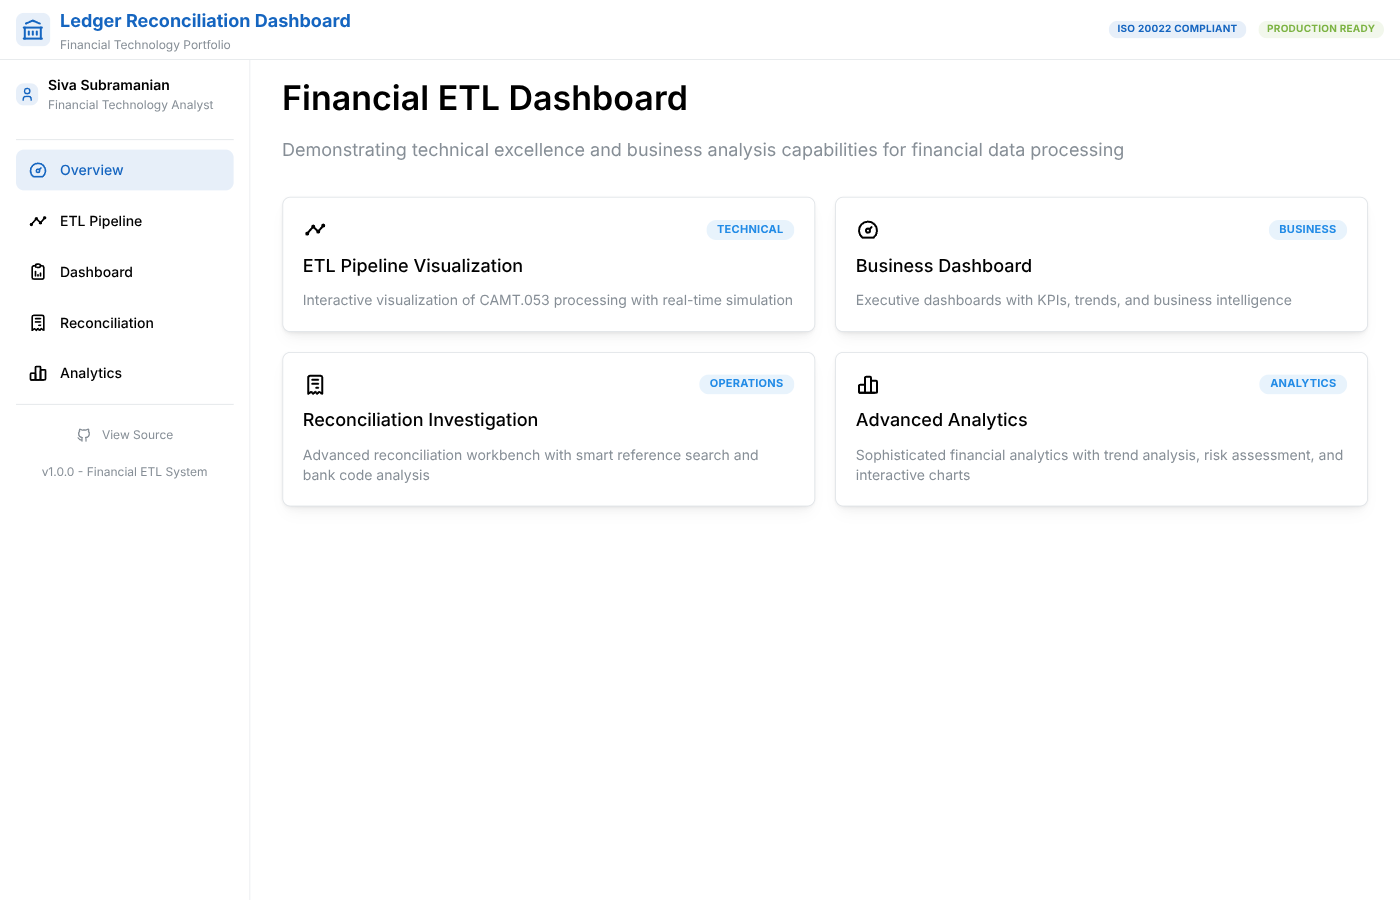 Ledger Reconciliation Dashboard
Financial Technology Portfolio
ISO 20022 COMPLIANT
PRODUCTION READY
Siva Subramanian
Financial Technology Analyst
Overview
ETL Pipeline
Dashboard
Reconciliation
Analytics
View Source
v1.0.0 - Financial ETL System
Financial ETL Dashboard
Demonstrating technical excellence and business analysis capabilities for financial data processing
TECHNICAL
ETL Pipeline Visualization
Interactive visualization of CAMT.053 processing with real-time simulation
BUSINESS
Business Dashboard
Executive dashboards with KPIs, trends, and business intelligence
OPERATIONS
Reconciliation Investigation
Advanced reconciliation workbench with smart reference search and
bank code analysis
ANALYTICS
Advanced Analytics
Sophisticated financial analytics with trend analysis, risk assessment, and
interactive charts